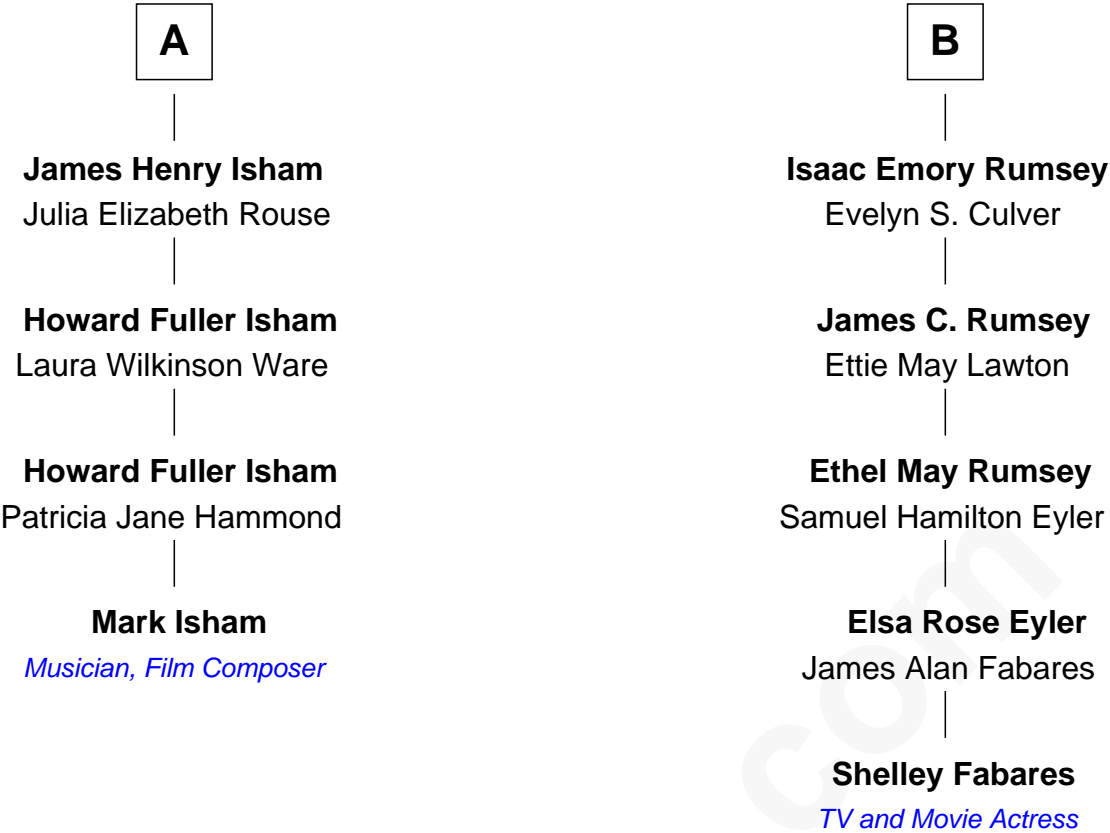 A
James Henry Isham
Julia Elizabeth Rouse
Howard Fuller Isham
Laura Wilkinson Ware
Howard Fuller Isham
Patricia Jane Hammond
Mark Isham
Musician, Film Composer
B
Isaac Emory Rumsey
Evelyn S. Culver
James C. Rumsey
Ettie May Lawton
Ethel May Rumsey
Samuel Hamilton Eyler
Elsa Rose Eyler
James Alan Fabares
Shelley Fabares
TV and Movie Actress
com